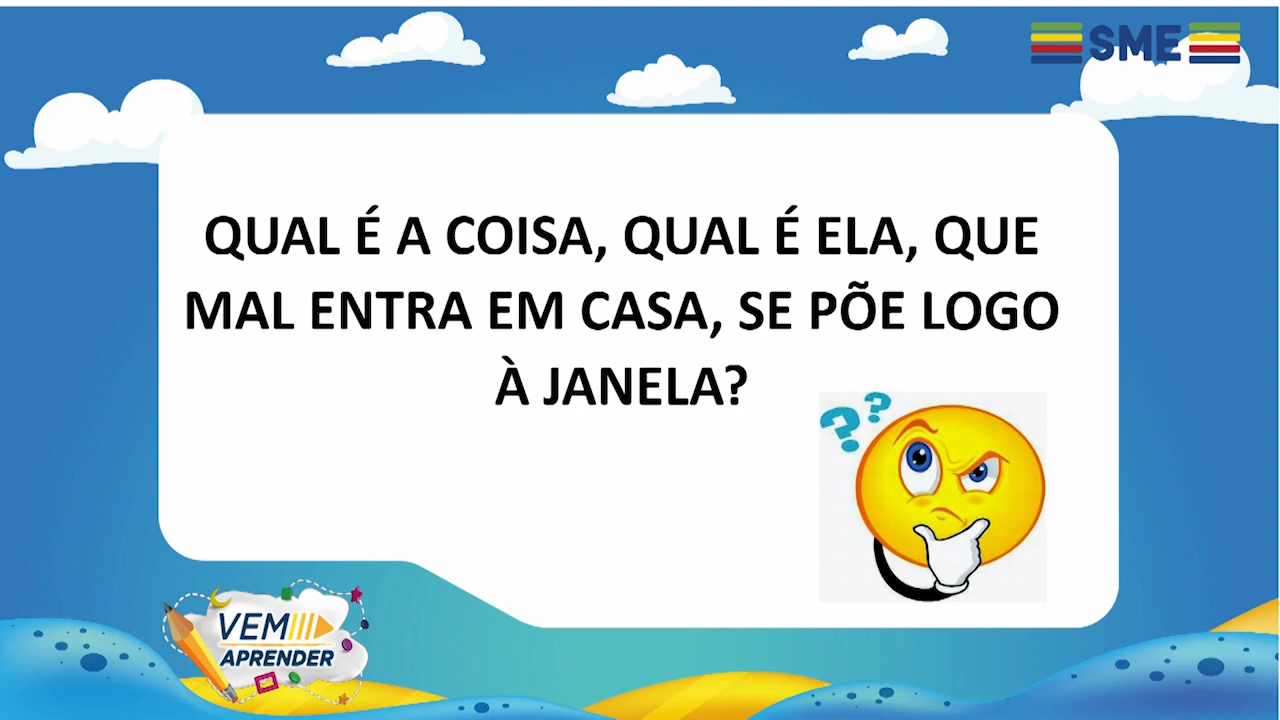 SME
QUAL É A COISA, QUAL É ELA, QUE
MAL ENTRA EM CASA, SE PÕE LOGO
À JANELA?
??
VEM
APRENDER